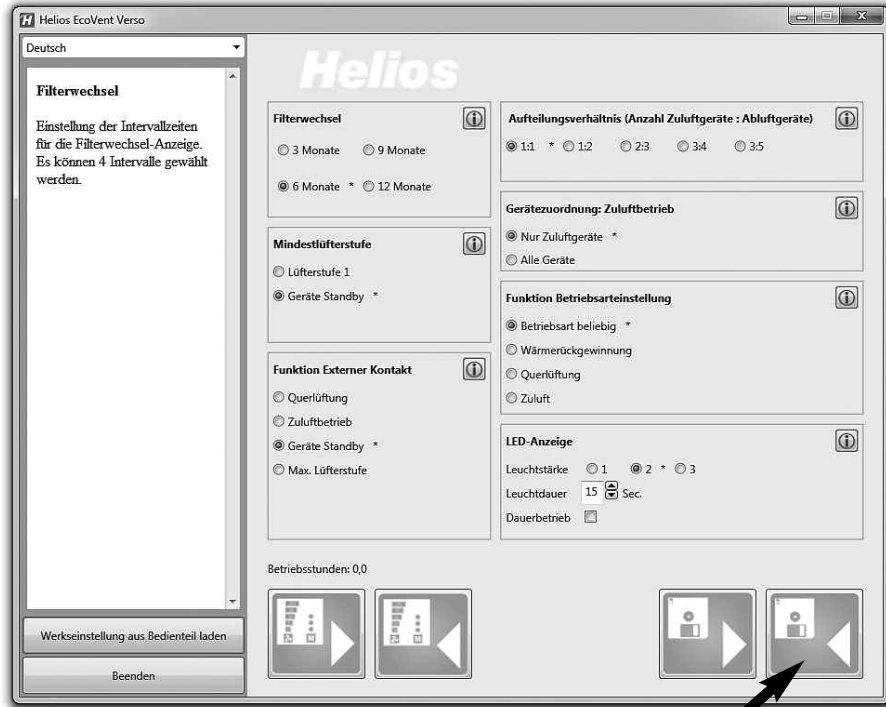 Helios EcoVent Verso
Deutsch
Filterwechsel
Einstellung der Intervallzeiten
für die Filterwechsel-Anzeige.
Es können 4 Intervalle gewählt
werden.
Werkseinstellung aus Bedienteil laden
Beenden
Helios
Filterwechsel
3 Monate 9 Monate
6 Monate * 12 Monate
Mindestlüfterstufe
Lüfterstufe 1
Geräte Standby *
Funktion Externer Kontakt
Querlüftung
Zuluftbetrieb
Geräte Standby *
Max. Lüfterstufe
Aufteilungsverhältnis (Anzahl Zuluftgeräte : Abluftgeräte)
1:1 * 1:2 2:3 3:4 3:5
Gerätezuordnung: Zuluftbetrieb
Nur Zuluftgeräte *
Alle Geräte
Funktion Betriebsarteinstellung
Betriebsart beliebig *
Wärmerückgewinnung
Querlüftung
Zuluft
LED-Anzeige
Leuchtstärke 1 2 * 3
Leuchtdauer 15 Sec.
Dauerbetrieb
Betriebsstunden: 0,0
M
M